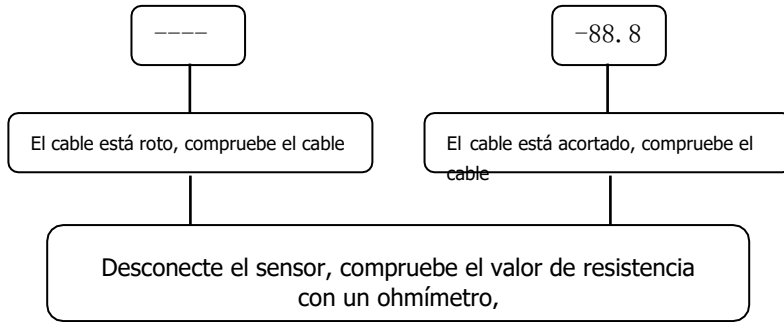 ----
-88.8
El cable está roto, compruebe el cable
El cable está acortado, compruebe el
cable
Desconecte el sensor, compruebe el valor de resistencia
con un ohmímetro,